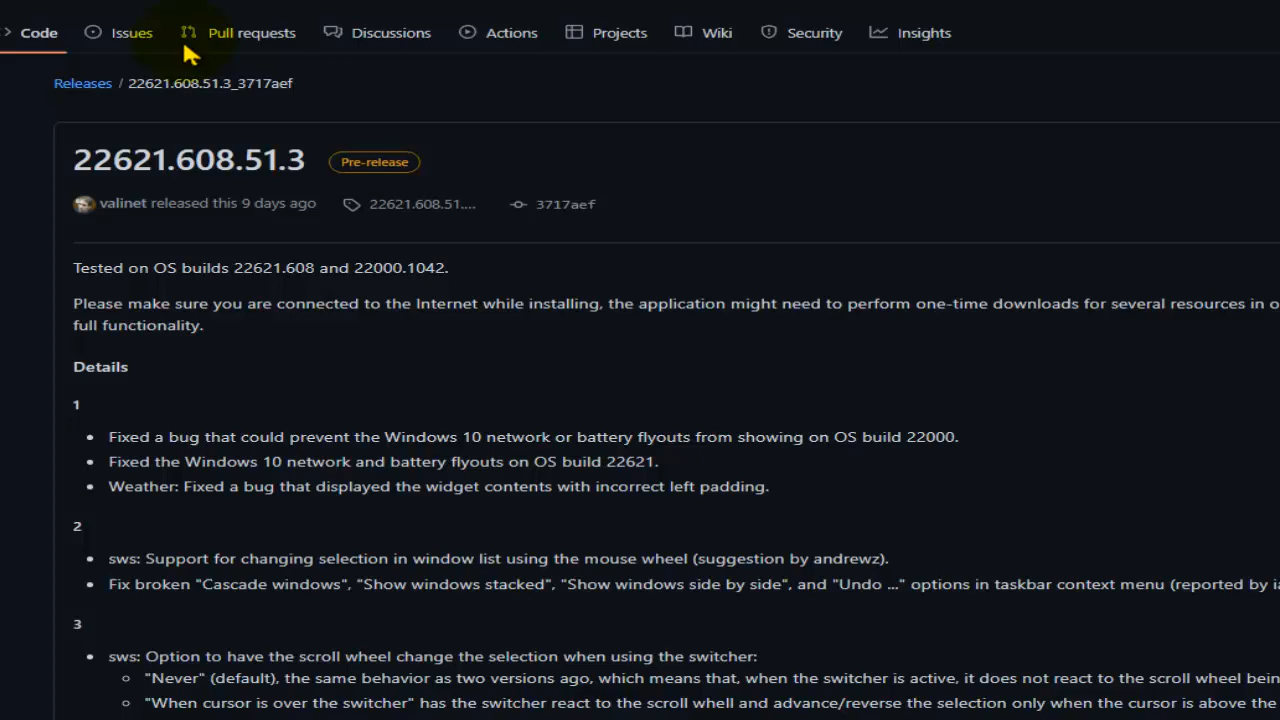 Code Issues Pull requests Discussions Actions Projects Wiki Security Insights
Releases / 22621.608.51.3_3717aef
22621.608.51.3 Pre-release
valinet released this 9 days ago 22621.608.51.... 3717aef
Tested on OS builds 22621.608 and 22000.1042.
Please make sure you are connected to the Internet while installing, the application might need to perform one-time downloads for several resources in o
full functionality.
Details
1
• Fixed a bug that could prevent the Windows 10 network or battery flyouts from showing on OS build 22000.
• Fixed the Windows 10 network and battery flyouts on OS build 22621.
• Weather: Fixed a bug that displayed the widget contents with incorrect left padding.
2
• sws: Support for changing selection in window list using the mouse wheel (suggestion by andrewz).
• Fix broken "Cascade windows", "Show windows stacked", "Show windows side by side", and "Undo ..." options in taskbar context menu (reported by ia
3
• sws: Option to have the scroll wheel change the selection when using the switcher:
○ "Never" (default), the same behavior as two versions ago, which means that, when the switcher is active, it does not react to the scroll wheel bein
○ "When cursor is over the switcher" has the switcher react to the scroll whell and advance/reverse the selection only when the cursor is above the